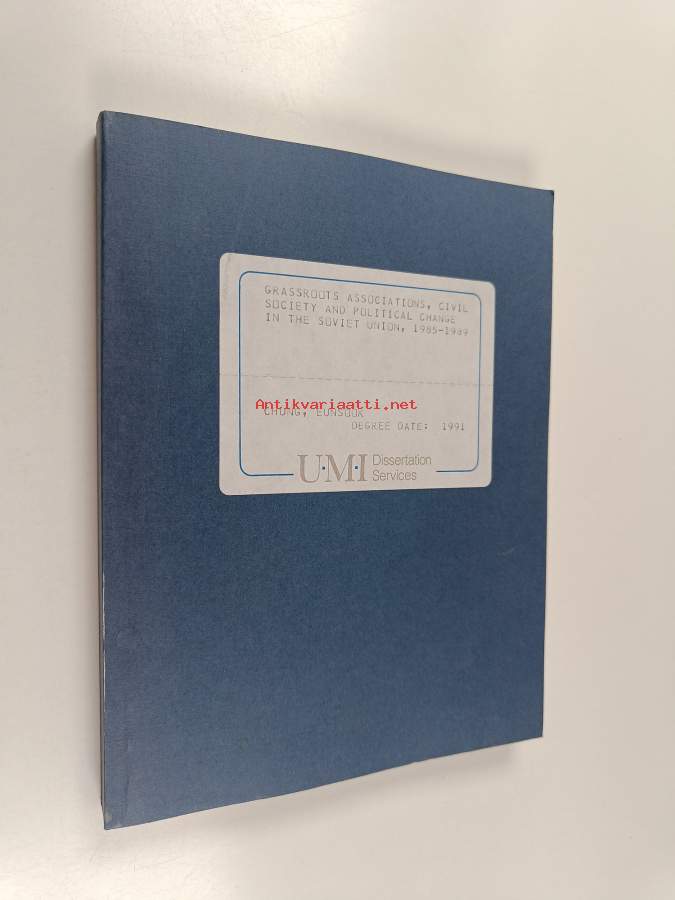 GRASSROOTS ASSOCIATIONS, CIVIL
SOCIETY AND POLITICAL CHANGE
IN THE SOVIET UNION, 1985-1989
Antikvariaatti.net
CHUNG, EUNSOOK
DEGREE DATE: 1991
U·M·I Dissertation
Services